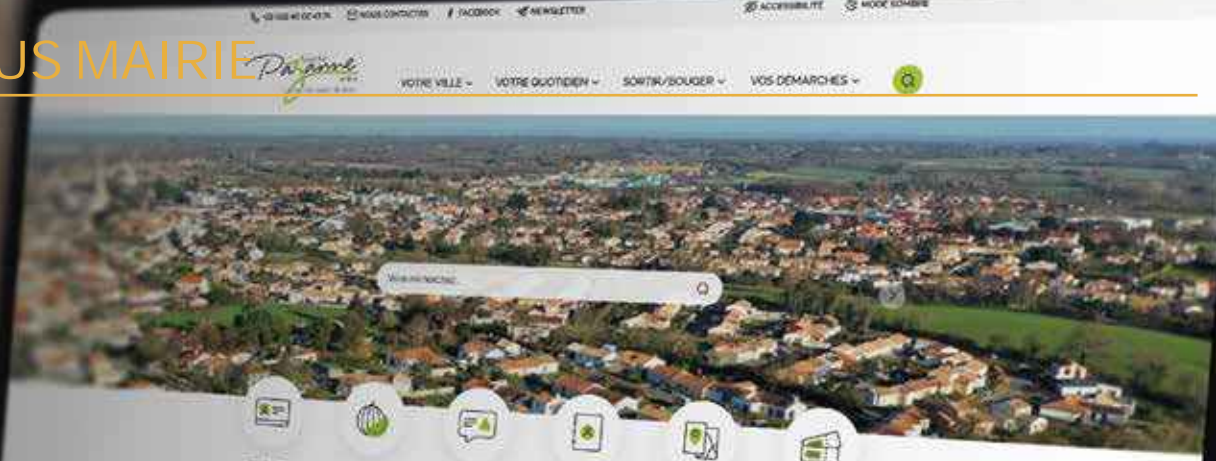 NOUS CONTACTER FACEBOOK NEWSLETTER ACCESSIBILITÉ MODE SOMBRE
US MAIRIE
Pazanne
VOTRE VILLE VOTRE QUOTIDIEN SORTIR/BOUGER VOS DÉMARCHES